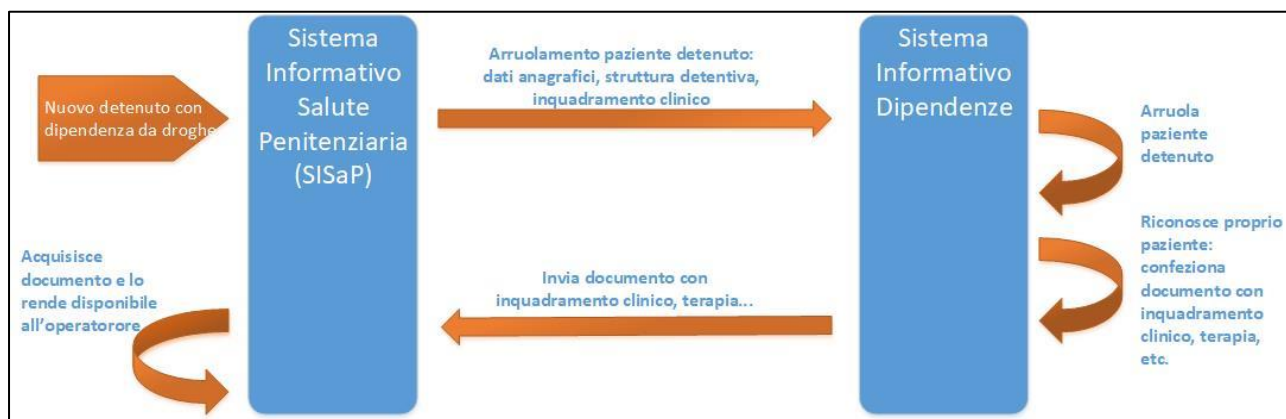 Nuovo detenuto con
dipendenza da droghe
Sistema
Informativo
Salute
Penitenziaria
(SISaP)
Arruolamento paziente detenuto:
dati anagrafici, struttura detentiva,
inquadramento clinico
Sistema
Informativo
Dipendenze
Arruola
paziente
detenuto
Riconosce proprio
paziente:
confeziona
documento con
inquadramento
clinico, terapia,
etc.
Invia documento con
inquadramento clinico, terapia...
Acquisisce
documento e lo
rende disponibile
all'operatorore